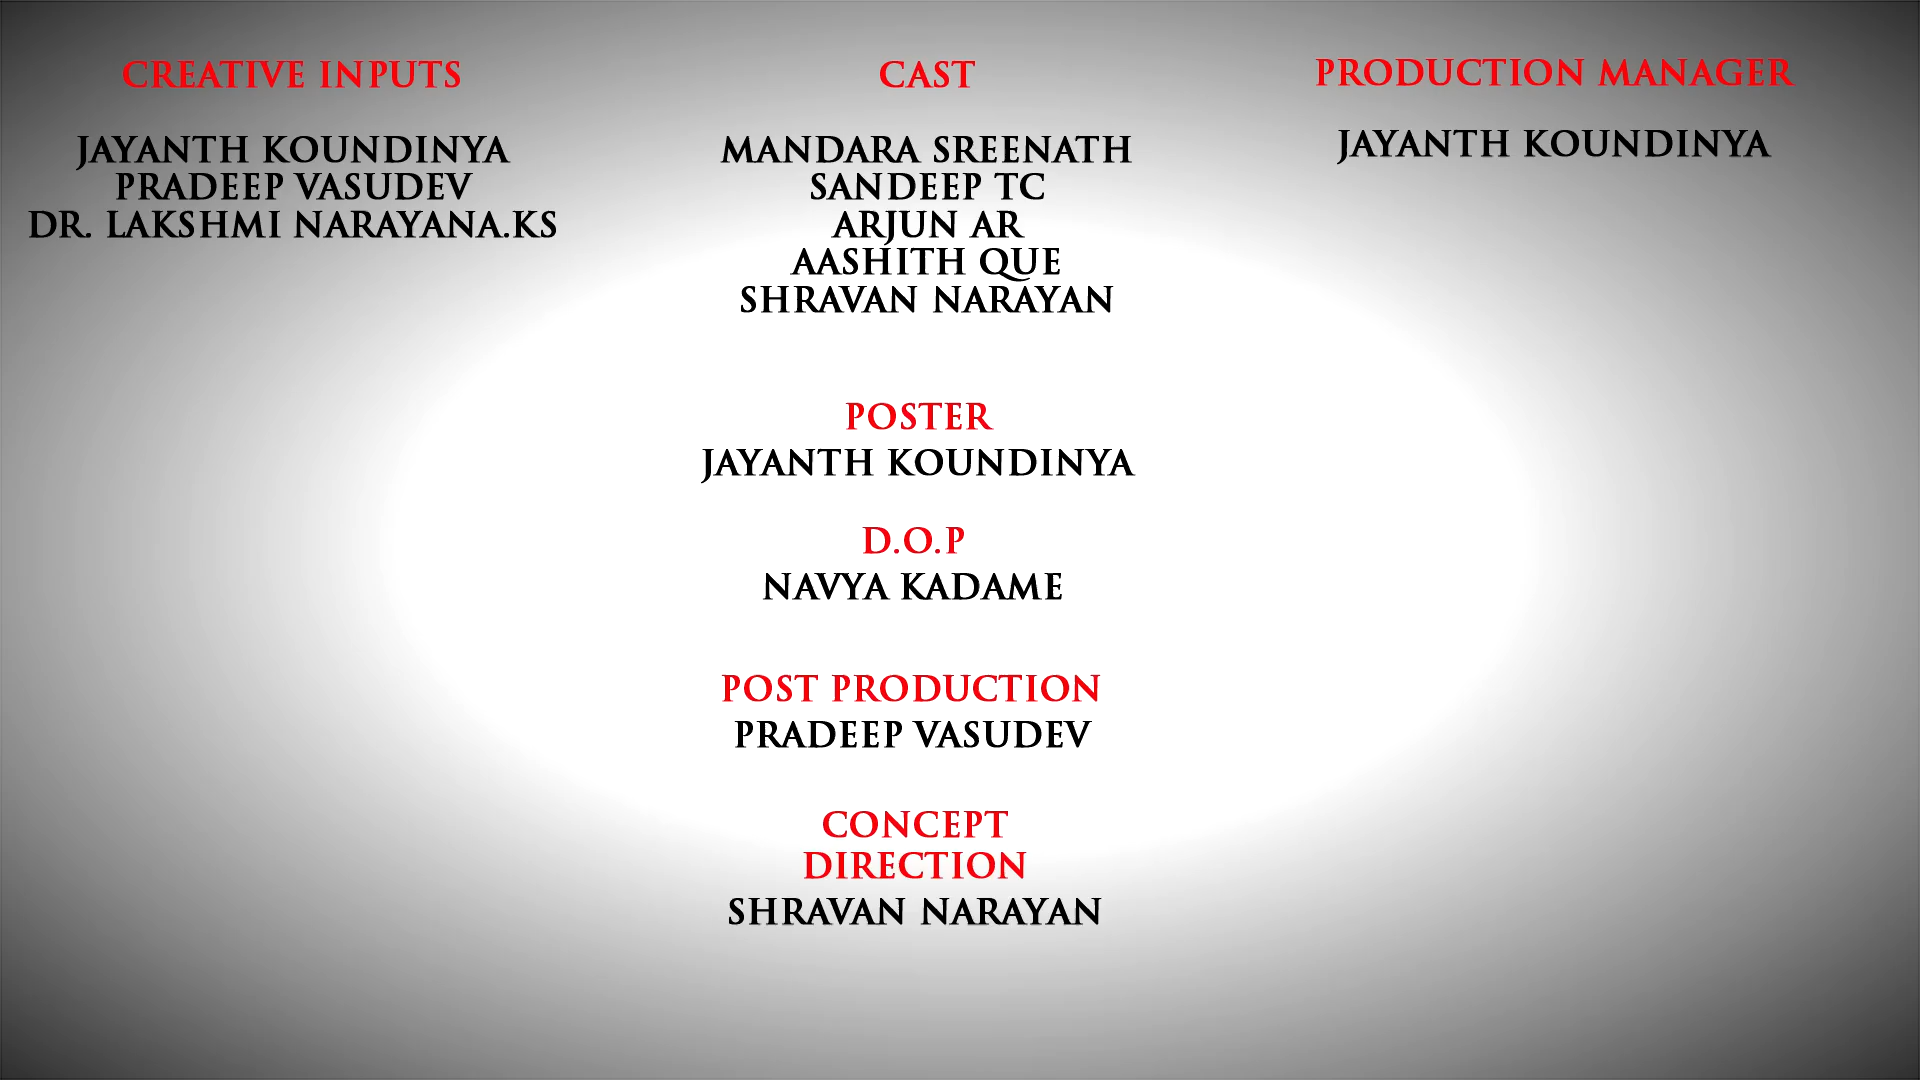 CREATIVE INPUTS
JAYANTH KOUNDINYA
PRADEEP VASUDEV
DR. LAKSHMI NARAYANA.KS
CAST
MANDARA SREENATH
SANDEEP TC
ARJUN AR
AASHITH QUE
SHRAVAN NARAYAN
PRODUCTION MANAGER
JAYANTH KOUNDINYA
POSTER
JAYANTH KOUNDINYA
D.O.P
NAVYA KADAME
POST PRODUCTION
PRADEEP VASUDEV
CONCEPT
DIRECTION
SHRAVAN NARAYAN